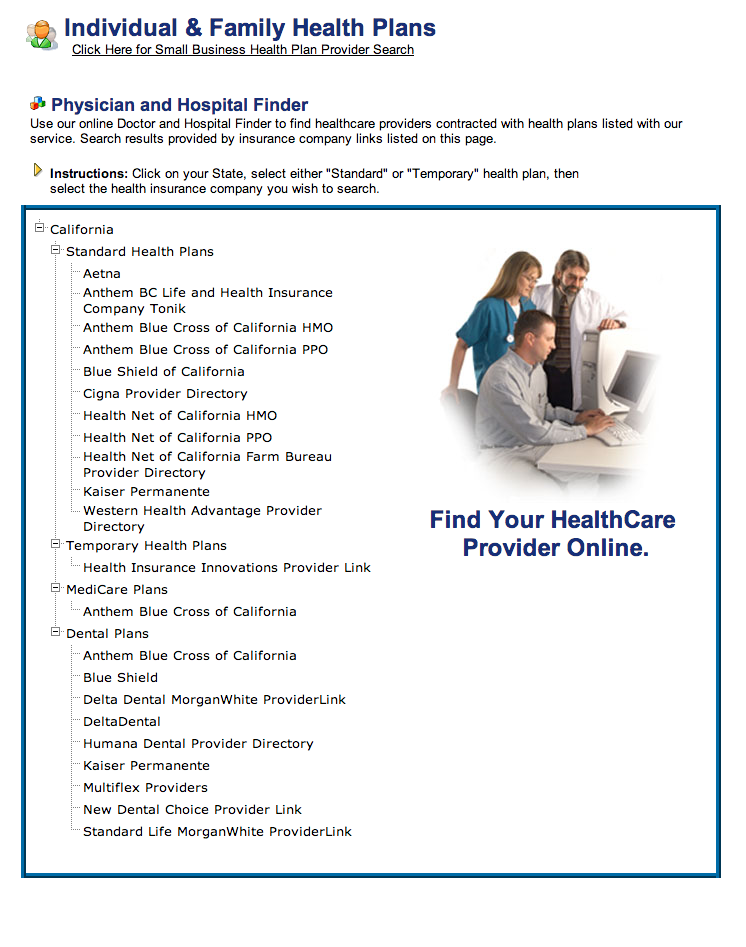 Individual & Family Health Plans
Click Here for Small Business Health Plan Provider Search
Physician and Hospital Finder
Use our online Doctor and Hospital Finder to find healthcare providers contracted with health plans listed with our
service. Search results provided by insurance company links listed on this page.
Instructions: Click on your State, select either "Standard" or "Temporary" health plan, then
select the health insurance company you wish to search.
California
Standard Health Plans
Aetna
Anthem BC Life and Health Insurance
Company Tonik
Anthem Blue Cross of California HMO
Anthem Blue Cross of California PPO
Blue Shield of California
Cigna Provider Directory
Health Net of California HMO
Health Net of California PPO
Health Net of California Farm Bureau
Provider Directory
Kaiser Permanente
Western Health Advantage Provider
Directory
Temporary Health Plans
Health Insurance Innovations Provider Link
MediCare Plans
Anthem Blue Cross of California
Dental Plans
Anthem Blue Cross of California
Blue Shield
Delta Dental MorganWhite ProviderLink
DeltaDental
Humana Dental Provider Directory
Kaiser Permanente
Multiflex Providers
New Dental Choice Provider Link
Standard Life MorganWhite ProviderLink
Find Your HealthCare
Provider Online.